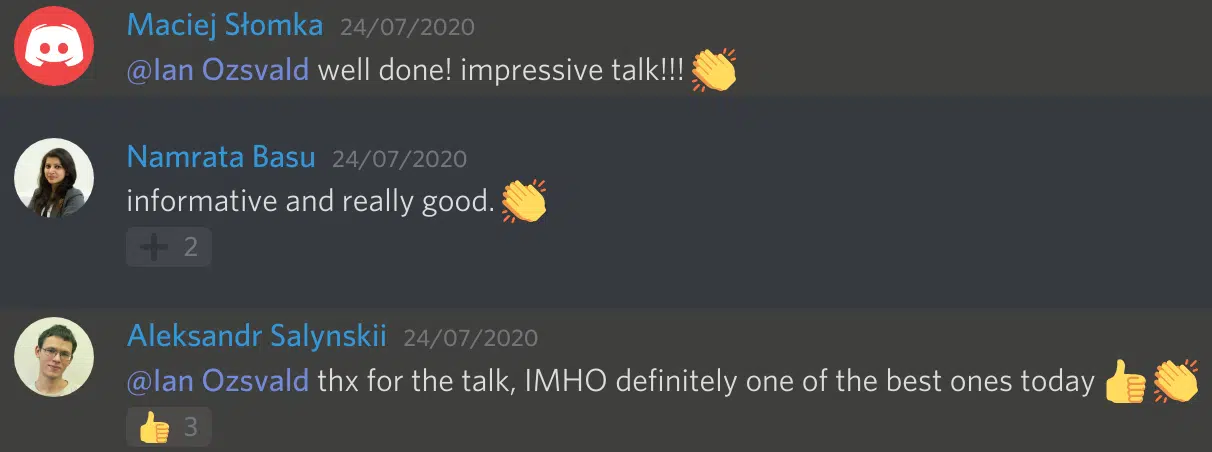 Maciej Słomka 24/07/2020
@Ian Ozsvald well done! impressive talk!!! 👏
Namrata Basu 24/07/2020
informative and really good. 👏
➕ 2
Aleksandr Salynskii 24/07/2020
@Ian Ozsvald thx for the talk, IMHO definitely one of the best ones today 👍👏
👍 3